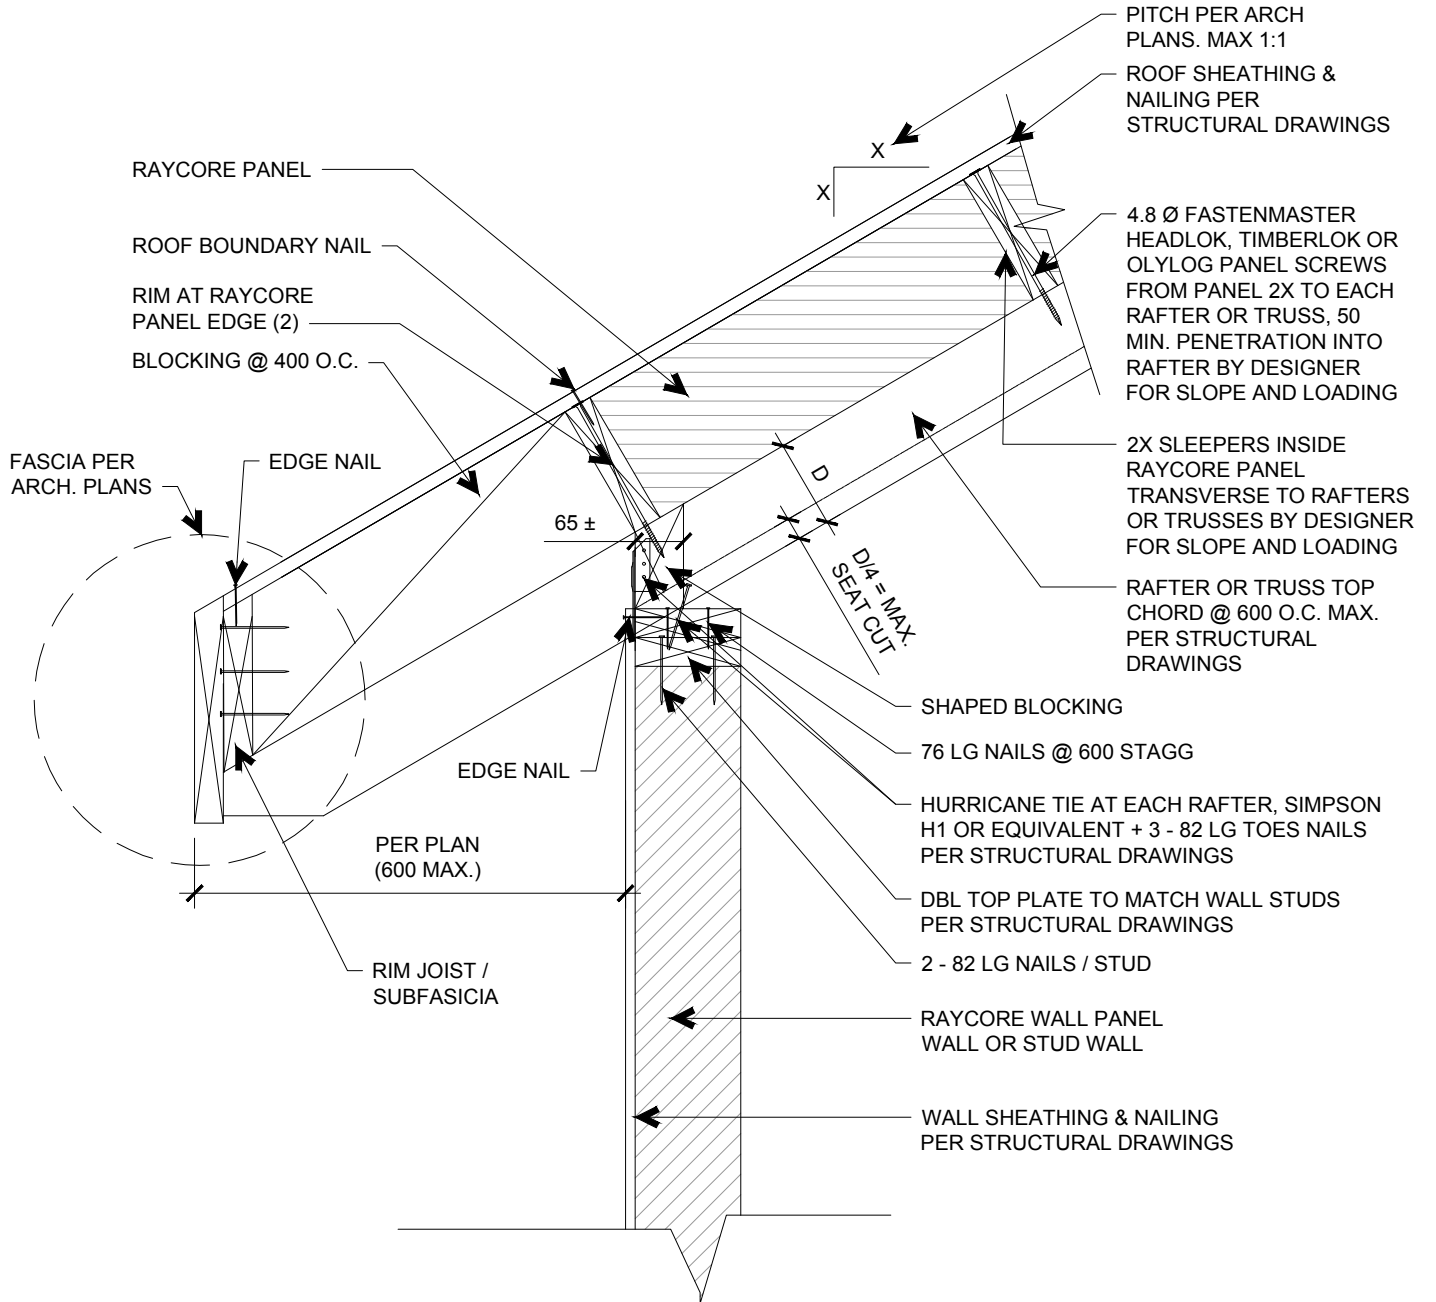 PITCH PER ARCH
PLANS. MAX 1:1
ROOF SHEATHING &
NAILING PER
STRUCTURAL DRAWINGS
X
X
RAYCORE PANEL
ROOF BOUNDARY NAIL
RIM AT RAYCORE
PANEL EDGE (2)
BLOCKING @ 400 O.C.
4.8 Ø FASTENMASTER
HEADLOK, TIMBERLOK OR
OLYLOG PANEL SCREWS
FROM PANEL 2X TO EACH
RAFTER OR TRUSS, 50
MIN. PENETRATION INTO
RAFTER BY DESIGNER
FOR SLOPE AND LOADING
FASCIA PER
ARCH. PLANS
EDGE NAIL
2X SLEEPERS INSIDE
RAYCORE PANEL
TRANSVERSE TO RAFTERS
OR TRUSSES BY DESIGNER
FOR SLOPE AND LOADING
65 ±
D
D/4 = MAX.
SEAT CUT
RAFTER OR TRUSS TOP
CHORD @ 600 O.C. MAX.
PER STRUCTURAL
DRAWINGS
SHAPED BLOCKING
76 LG NAILS @ 600 STAGG
EDGE NAIL
HURRICANE TIE AT EACH RAFTER, SIMPSON
H1 OR EQUIVALENT + 3 - 82 LG TOES NAILS
PER STRUCTURAL DRAWINGS
PER PLAN
(600 MAX.)
DBL TOP PLATE TO MATCH WALL STUDS
PER STRUCTURAL DRAWINGS
2 - 82 LG NAILS / STUD
RIM JOIST /
SUBFASICIA
RAYCORE WALL PANEL
WALL OR STUD WALL
WALL SHEATHING & NAILING
PER STRUCTURAL DRAWINGS